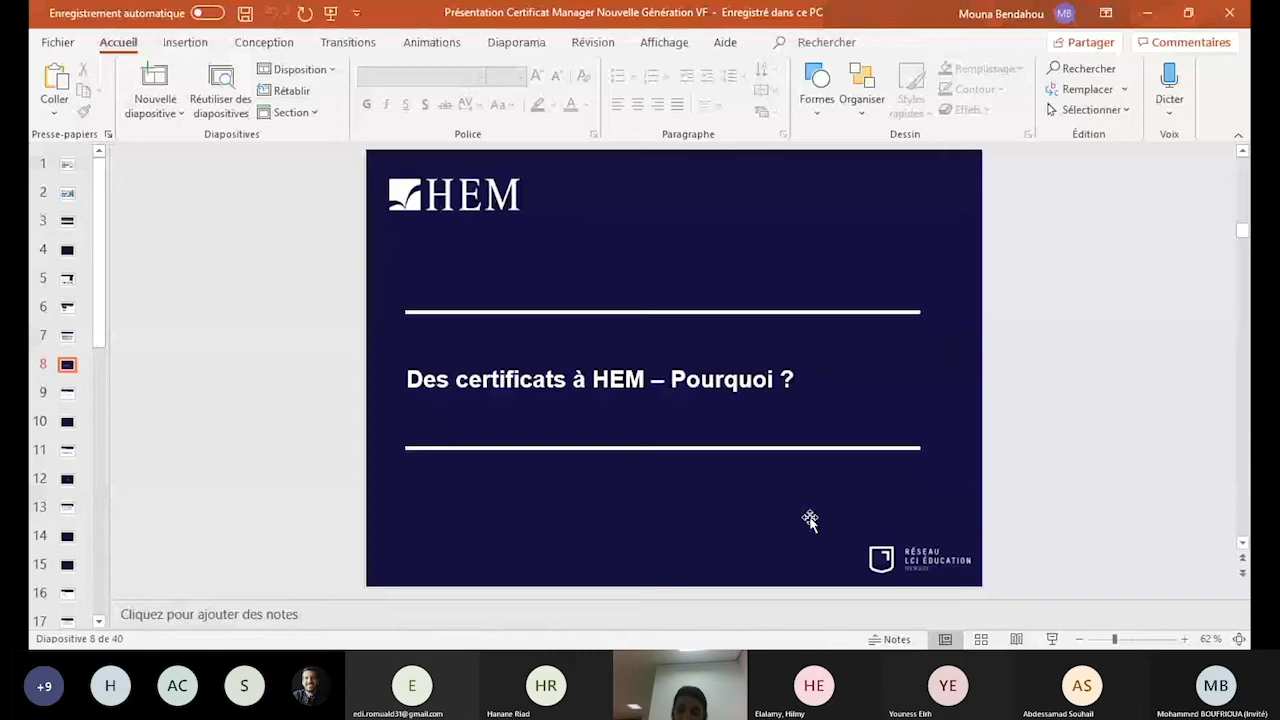 Enregistrement automatique
Présentation Certificat Manager Nouvelle Génération VF - Enregistré dans ce PC
Mouna Bendahou MB
Fichier Accueil Insertion Conception Transitions Animations Diaporama Révision Affichage Aide Rechercher Partager Commentaires
Coller
Nouvelle diapositive
Réutiliser des diapositives
Disposition
Rétablir
Section
Formes
Organiser
Styles rapides
Remplissage
Contour
Effets
Rechercher
Remplacer
Sélectionner
Dicter
Presse-papiers Diapositives Police Paragraphe Dessin Édition Voix
1
2
3
4
5
6
7
8
9
10
11
12
13
14
15
16
17
HEM
Des certificats à HEM – Pourquoi ?
RÉSEAU
LCI ÉDUCATION
Cliquez pour ajouter des notes
Diapositive 8 de 40 Notes 62 %
+9 H AC S E HR HE YE AS MB
edi.romuald31@gmail.com Hanane Riad Elalamy, Hilmy Youness Elrh Abdessamad Souhail Mohammed BOUFRIOUA (Invité)